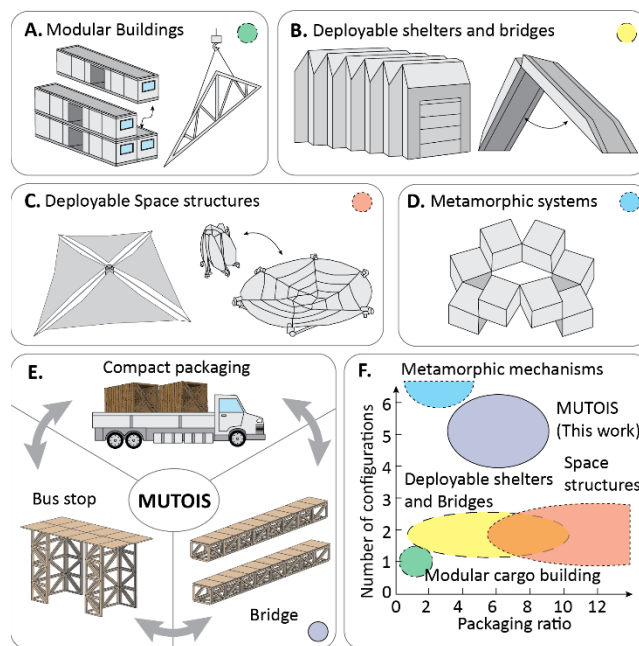 A. Modular Buildings
B. Deployable shelters and bridges
C. Deployable Space structures
D. Metamorphic systems
E.
Compact packaging
Bus stop
MUTOIS
Bridge
F.
Metamorphic mechanisms
MUTOIS
(This work)
Deployable shelters
and Bridges
Space
structures
Modular cargo building
Number of configurations
6
5
4
3
2
1
0
0
2
4
6
8
10
12
Packaging ratio